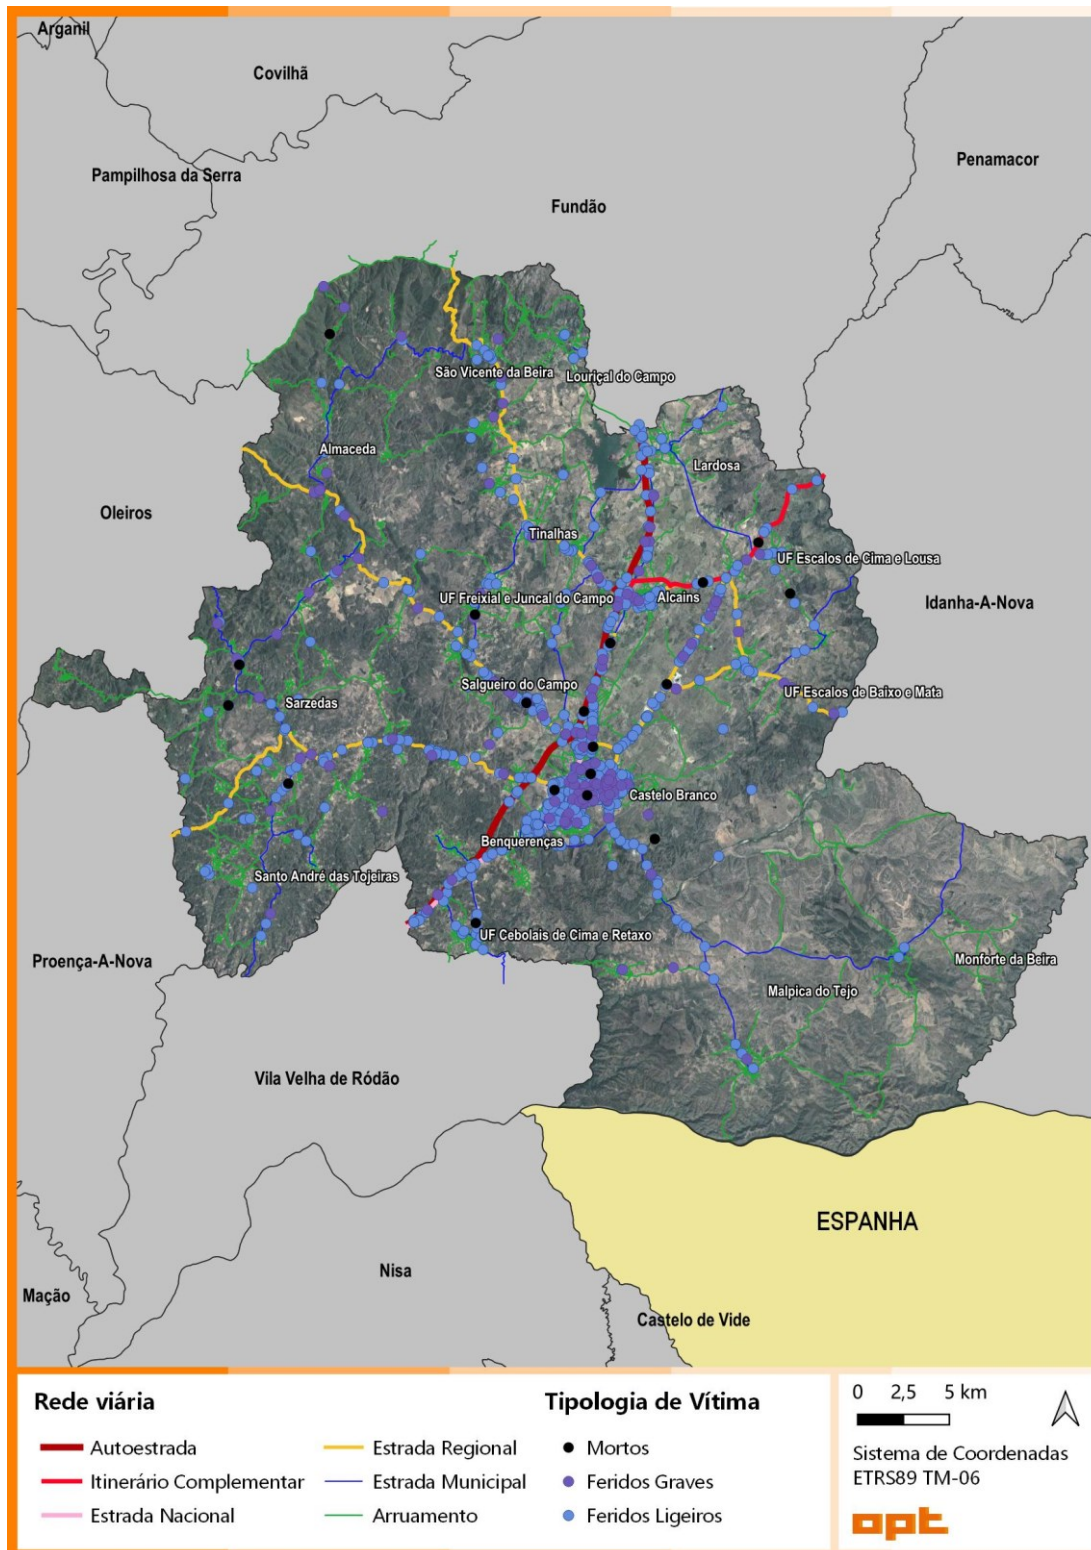 Arganil
Covilhã
Penamacor
Pampilhosa da Serra
Fundão
São Vicente da Beira
Louriçal do Campo
Almaceda
Lardosa
Oleiros
Tinalhas
UF Escalos de Cima e Lousa
UF Freixial e Juncal do Campo
Alcains
Idanha-A-Nova
Salgueiro do Campo
UF Escalos de Baixo e Mata
Sarzedas
Castelo Branco
Benquerenças
Santo André das Tojeiras
UF Cebolais de Cima e Retaxo
Proença-A-Nova
Monforte da Beira
Malpica do Tejo
Vila Velha de Ródão
ESPANHA
Nisa
Mação
Castelo de Vide
Rede viária
Autoestrada
Itinerário Complementar
Estrada Nacional
Estrada Regional
Estrada Municipal
Arruamento
Tipologia de Vítima
Mortos
Feridos Graves
Feridos Ligeiros
0 2,5 5 km
Sistema de Coordenadas
ETRS89 TM-06
opt